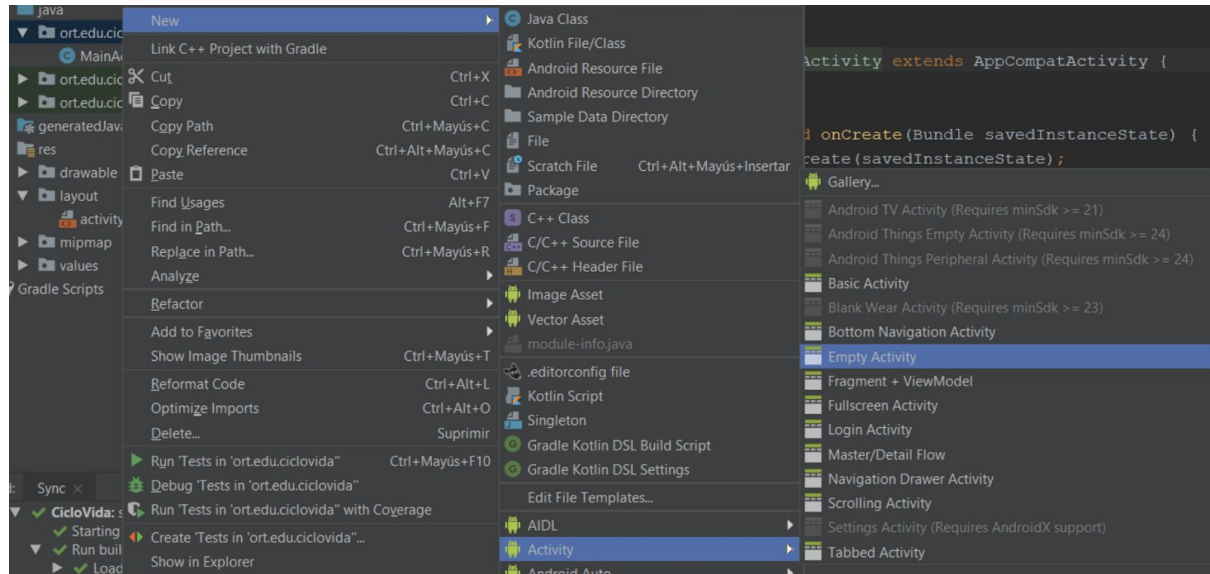 java
ort.edu.cic
MainA
ort.edu.cic
ort.edu.cic
generatedJav
res
drawable
layout
activity
mipmap
values
Gradle Scripts
Sync ×
CicloVida: s
Starting
Run buil
Load
New
Link C++ Project with Gradle
Cut Ctrl+X
Copy Ctrl+C
Copy Path Ctrl+Mayús+C
Copy Reference Ctrl+Alt+Mayús+C
Paste Ctrl+V
Find Usages Alt+F7
Find in Path... Ctrl+Mayús+F
Replace in Path... Ctrl+Mayús+R
Analyze
Refactor
Add to Favorites
Show Image Thumbnails Ctrl+Mayús+T
Reformat Code Ctrl+Alt+L
Optimize Imports Ctrl+Alt+O
Delete... Suprimir
Run 'Tests in 'ort.edu.ciclovida'' Ctrl+Mayús+F10
Debug 'Tests in 'ort.edu.ciclovida''
Run 'Tests in 'ort.edu.ciclovida'' with Coverage
Create 'Tests in 'ort.edu.ciclovida''...
Show in Explorer
Java Class
Kotlin File/Class
Android Resource File
Android Resource Directory
Sample Data Directory
File
Scratch File Ctrl+Alt+Mayús+Insertar
Package
C++ Class
C/C++ Source File
C/C++ Header File
Image Asset
Vector Asset
module-info.java
.editorconfig file
Kotlin Script
Singleton
Gradle Kotlin DSL Build Script
Gradle Kotlin DSL Settings
Edit File Templates...
AIDL
Activity
Android Auto
Activity extends AppCompatActivity {
d onCreate(Bundle savedInstanceState) {
reate(savedInstanceState);
Gallery...
Android TV Activity (Requires minSdk >= 21)
Android Things Empty Activity (Requires minSdk >= 24)
Android Things Peripheral Activity (Requires minSdk >= 24)
Basic Activity
Blank Wear Activity (Requires minSdk >= 23)
Bottom Navigation Activity
Empty Activity
Fragment + ViewModel
Fullscreen Activity
Login Activity
Master/Detail Flow
Navigation Drawer Activity
Scrolling Activity
Settings Activity (Requires AndroidX support)
Tabbed Activity